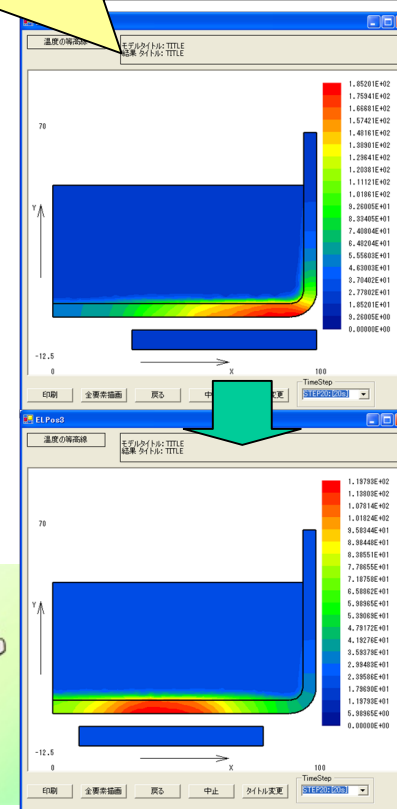 温度の等高線
モデルタイトル: TITLE
結果 タイトル: TITLE
1.85201E+02
1.75941E+02
1.66681E+02
1.57421E+02
1.48161E+02
1.38901E+02
1.29641E+02
1.20381E+02
1.11121E+02
1.01861E+02
9.26005E+01
8.33405E+01
7.40804E+01
6.48204E+01
5.55603E+01
4.63003E+01
3.70402E+01
2.77802E+01
1.85201E+01
9.26005E+00
0.00000E+00
70
Y
-12.5
0
X
100
TimeStep
印刷
全要素描画
戻る
STEP20:[20s]
ELPos3
温度の等高線
モデルタイトル: TITLE
結果 タイトル: TITLE
1.19793E+02
1.13803E+02
1.07814E+02
1.01824E+02
9.58344E+01
8.98448E+01
8.38551E+01
7.78655E+01
7.18758E+01
6.58862E+01
5.98965E+01
5.39069E+01
4.79172E+01
4.19276E+01
3.59379E+01
2.99483E+01
2.39586E+01
1.79690E+01
1.19793E+01
5.98965E+00
0.00000E+00
70
Y
-12.5
0
X
100
TimeStep
印刷
全要素描画
戻る
中止
タイトル変更
STEP20:[20s]